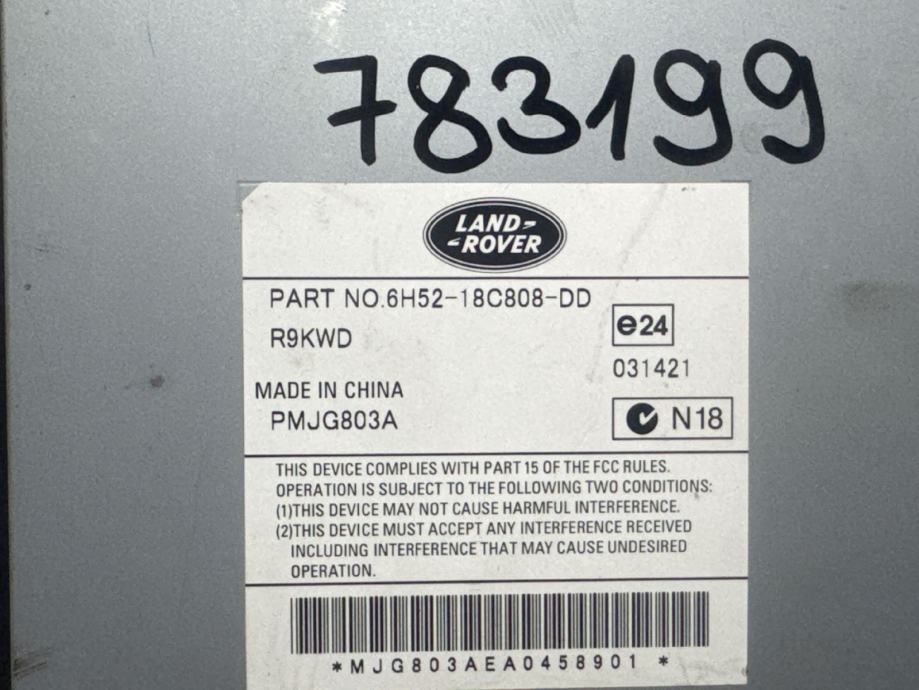 783199
LAND-
-ROVER
PART NO.6H52-18C808-DD
R9KWD
e24
031421
MADE IN CHINA
PMJG803A
N18
THIS DEVICE COMPLIES WITH PART 15 OF THE FCC RULES.
OPERATION IS SUBJECT TO THE FOLLOWING TWO CONDITIONS:
(1)THIS DEVICE MAY NOT CAUSE HARMFUL INTERFERENCE.
(2)THIS DEVICE MUST ACCEPT ANY INTERFERENCE RECEIVED
INCLUDING INTERFERENCE THAT MAY CAUSE UNDESIRED
OPERATION.
*MJG803AEA0458901 *